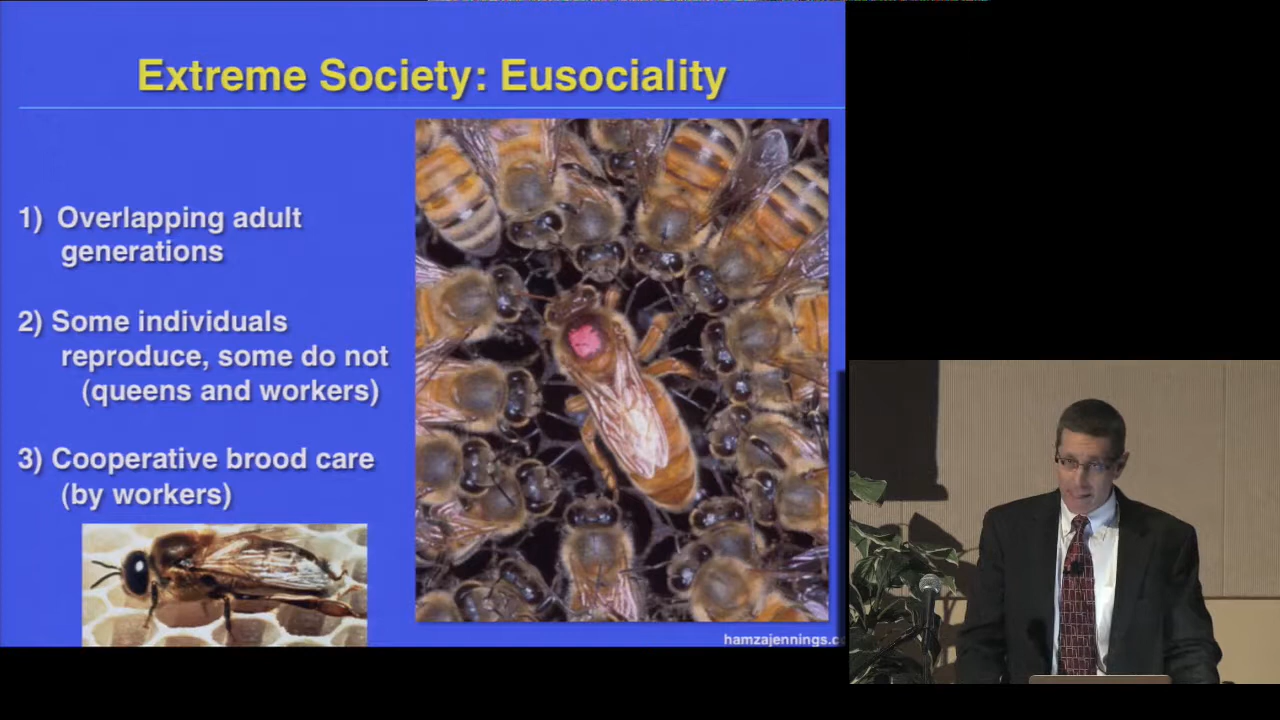 Extreme Society: Eusociality
1) Overlapping adult
generations
2) Some individuals
reproduce, some do not
(queens and workers)
3) Cooperative brood care
(by workers)
hamzajennings.c